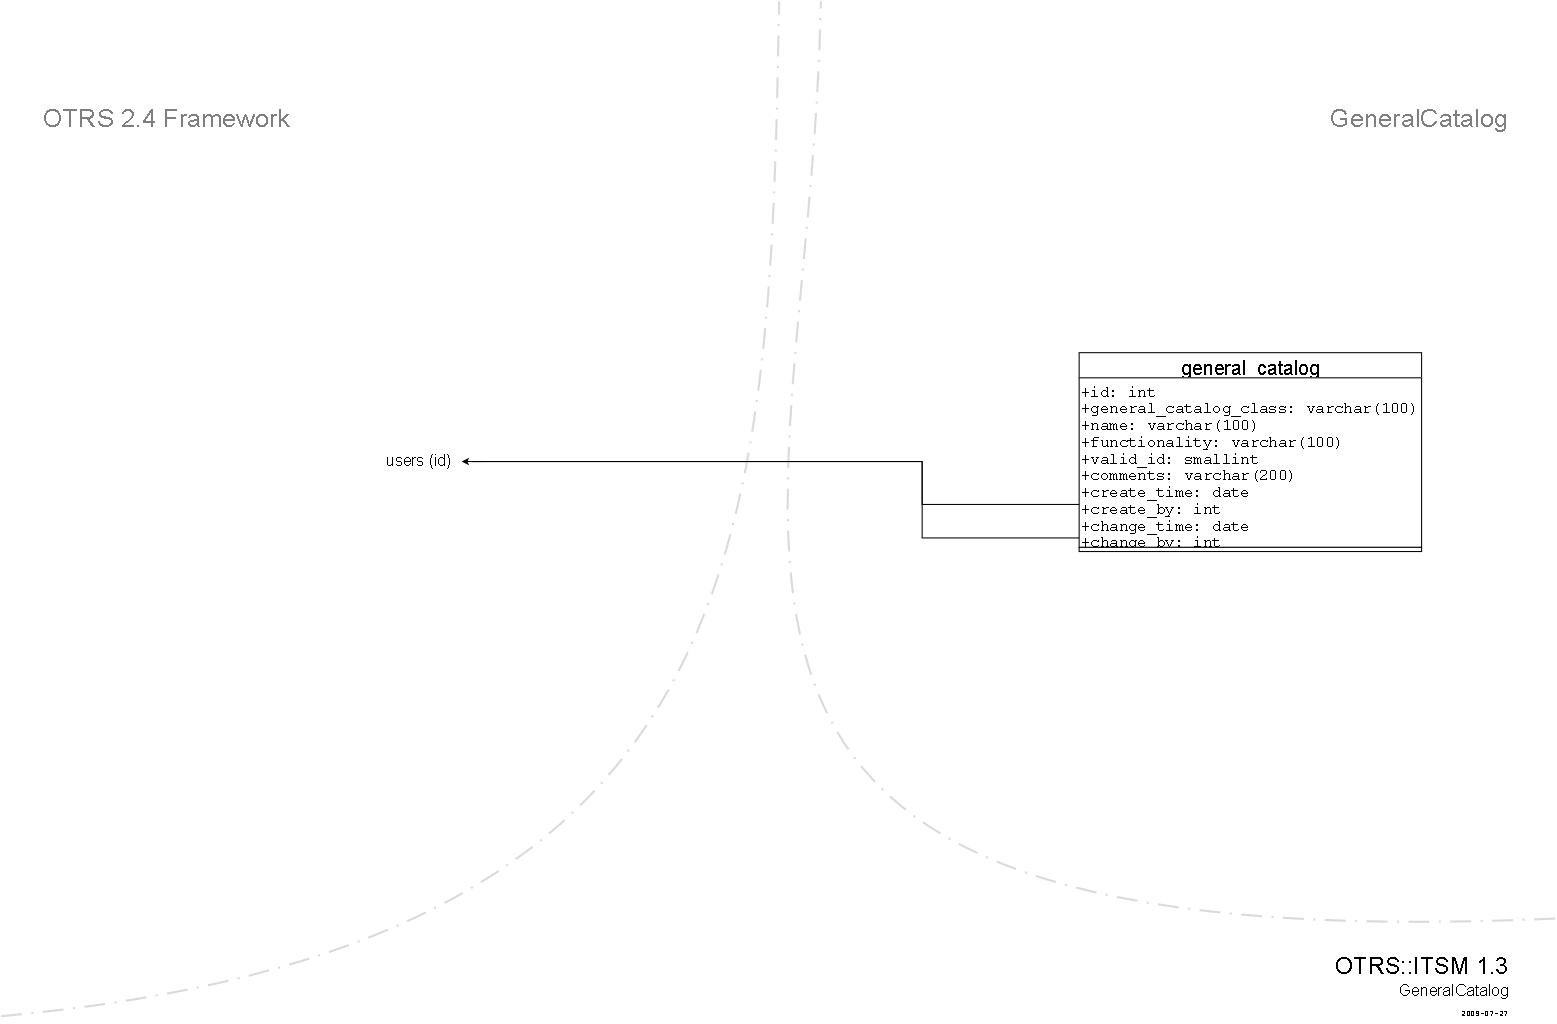 OTRS 2.4 Framework
GeneralCatalog
general_catalog
+id: int
+general_catalog_class: varchar(100)
+name: varchar(100)
+functionality: varchar(100)
+valid_id: smallint
+comments: varchar(200)
+create_time: date
+create_by: int
+change_time: date
+change_by: int
users (id)
OTRS::ITSM 1.3
GeneralCatalog
2009-07-27